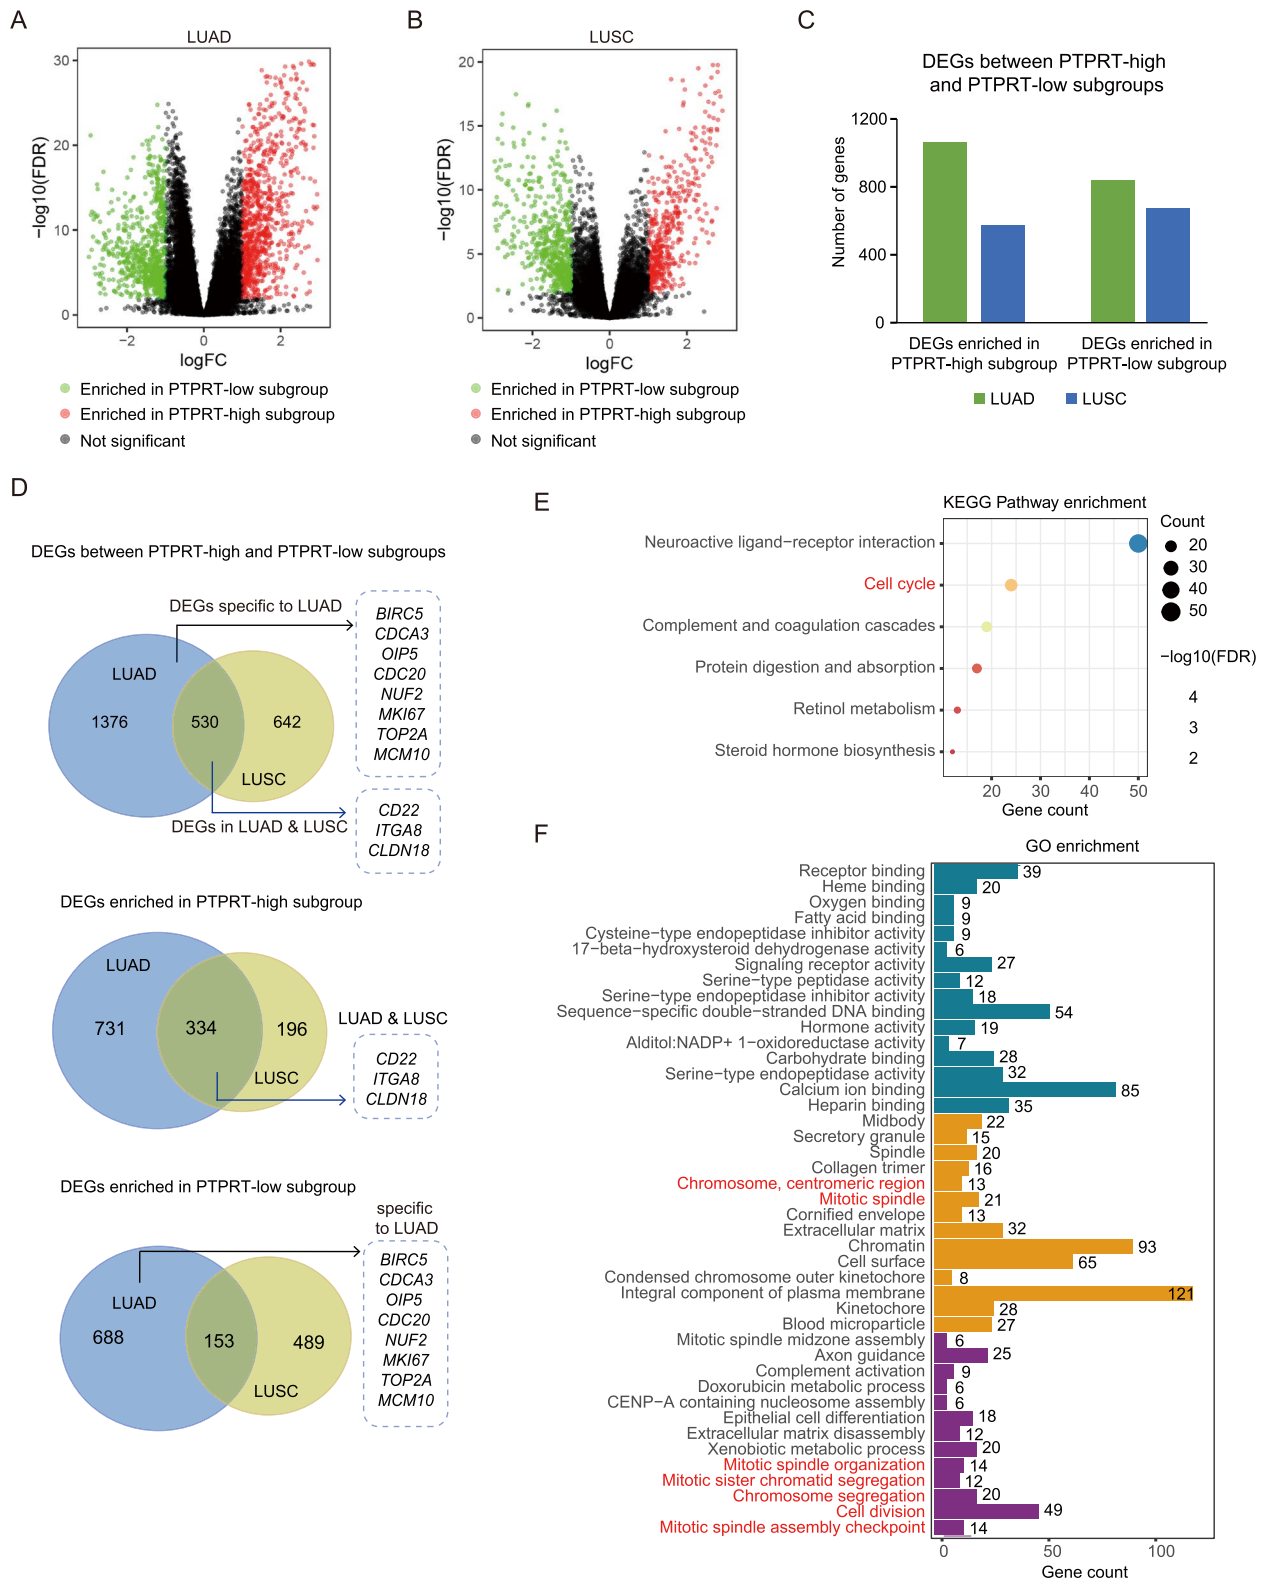 A
LUAD
−log10(FDR)
30
20
10
0
−2
0
2
logFC
Enriched in PTPRT-low subgroup
Enriched in PTPRT-high subgroup
Not significant
B
LUSC
−log10(FDR)
20
15
10
5
0
−2
0
2
logFC
Enriched in PTPRT-low subgroup
Enriched in PTPRT-high subgroup
Not significant
C
DEGs between PTPRT-high
and PTPRT-low subgroups
Number of genes
1200
800
400
0
DEGs enriched in
PTPRT-high subgroup
DEGs enriched in
PTPRT-low subgroup
LUAD
LUSC
D
DEGs between PTPRT-high and PTPRT-low subgroups
DEGs specific to LUAD
LUAD
1376
530
642
LUSC
DEGs in LUAD & LUSC
BIRC5
CDCA3
OIP5
CDC20
NUF2
MKI67
TOP2A
MCM10
CD22
ITGA8
CLDN18
DEGs enriched in PTPRT-high subgroup
LUAD
731
334
196
LUSC
LUAD & LUSC
CD22
ITGA8
CLDN18
DEGs enriched in PTPRT-low subgroup
specific
to LUAD
LUAD
688
153
489
LUSC
BIRC5
CDCA3
OIP5
CDC20
NUF2
MKI67
TOP2A
MCM10
E
KEGG Pathway enrichment
Neuroactive ligand−receptor interaction
Cell cycle
Complement and coagulation cascades
Protein digestion and absorption
Retinol metabolism
Steroid hormone biosynthesis
20
30
40
50
Gene count
Count
20
30
40
50
−log10(FDR)
4
3
2
F
GO enrichment
Receptor binding 39
Heme binding 20
Oxygen binding 9
Fatty acid binding 9
Cysteine−type endopeptidase inhibitor activity 9
17−beta−hydroxysteroid dehydrogenase activity 6
Signaling receptor activity 27
Serine−type peptidase activity 12
Serine−type endopeptidase inhibitor activity 18
Sequence−specific double−stranded DNA binding 54
Hormone activity 19
Alditol:NADP+ 1−oxidoreductase activity 7
Carbohydrate binding 28
Serine−type endopeptidase activity 32
Calcium ion binding 85
Heparin binding 35
Midbody 22
Secretory granule 15
Spindle 20
Collagen trimer 16
Chromosome, centromeric region 13
Mitotic spindle 21
Cornified envelope 13
Extracellular matrix 32
Chromatin 93
Cell surface 65
Condensed chromosome outer kinetochore 8
Integral component of plasma membrane 121
Kinetochore 28
Blood microparticle 27
Mitotic spindle midzone assembly 6
Axon guidance 25
Complement activation 9
Doxorubicin metabolic process 6
CENP−A containing nucleosome assembly 6
Epithelial cell differentiation 18
Extracellular matrix disassembly 12
Xenobiotic metabolic process 20
Mitotic spindle organization 14
Mitotic sister chromatid segregation 12
Chromosome segregation 20
Cell division 49
Mitotic spindle assembly checkpoint 14
0
50
100
Gene count